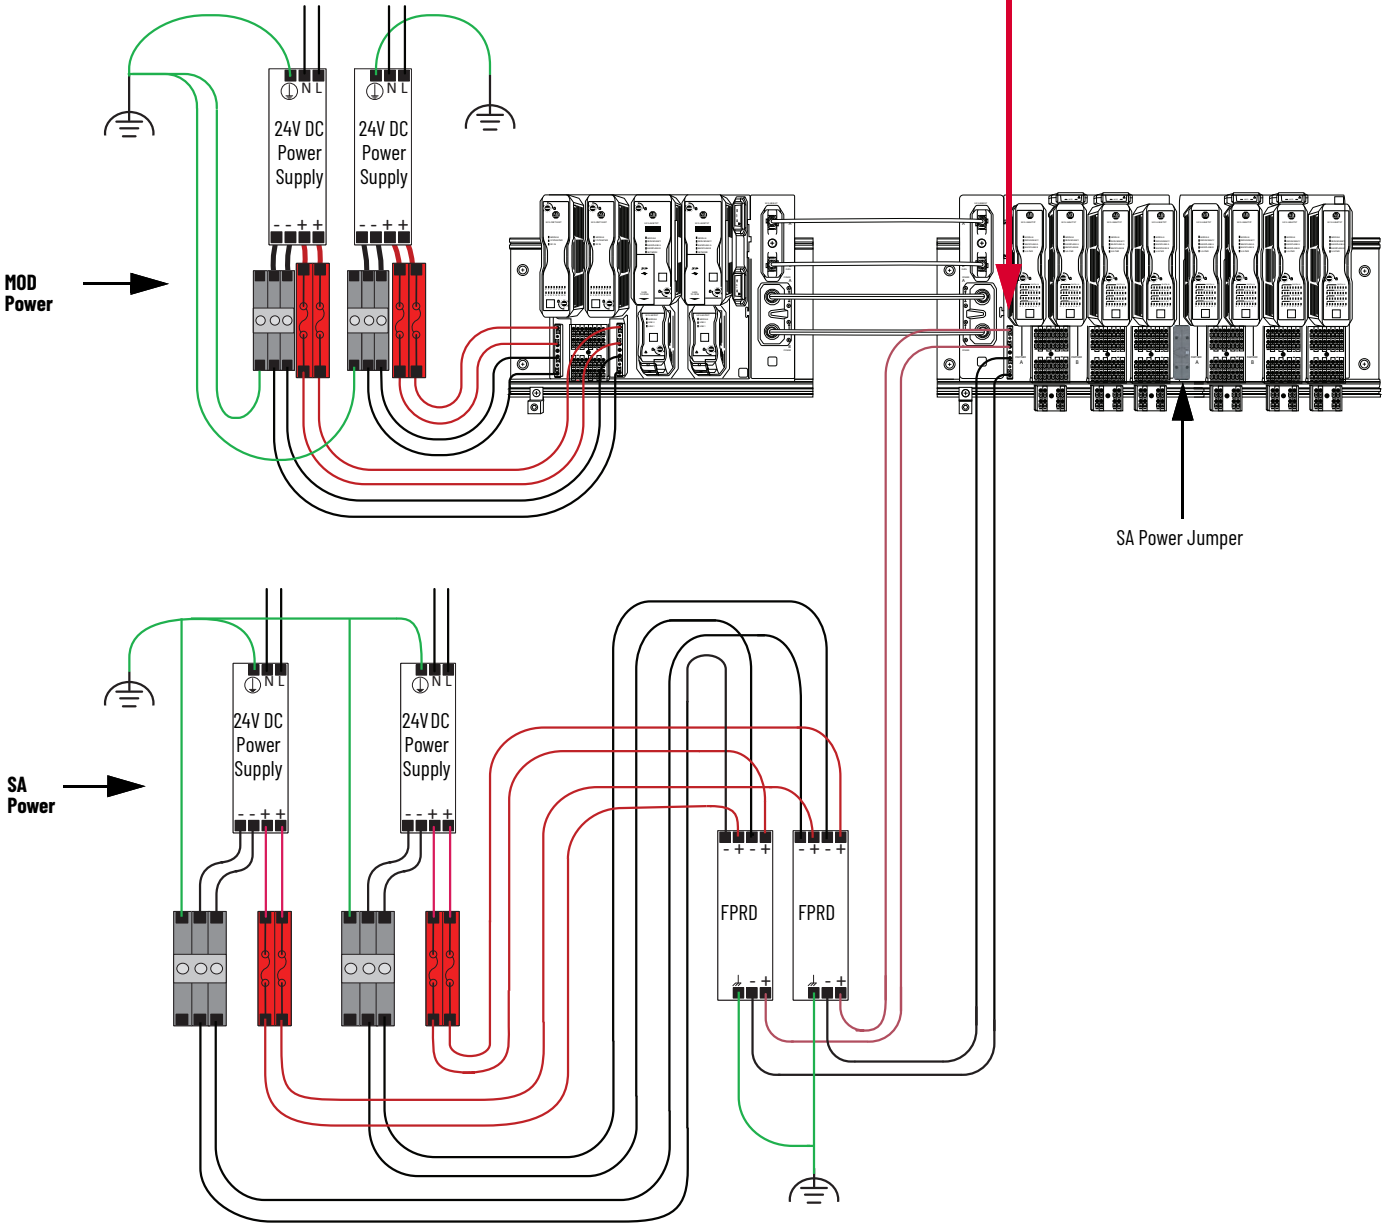 N L
N L
24V DC
Power
Supply
24V DC
Power
Supply
- - + +
- - + +
MOD
Power
A
B
A
B
SA Power Jumper
N L
N L
24V DC
Power
Supply
24V DC
Power
Supply
- - + +
- - + +
SA
Power
- + - +
- + - +
FPRD
FPRD
- +
- +